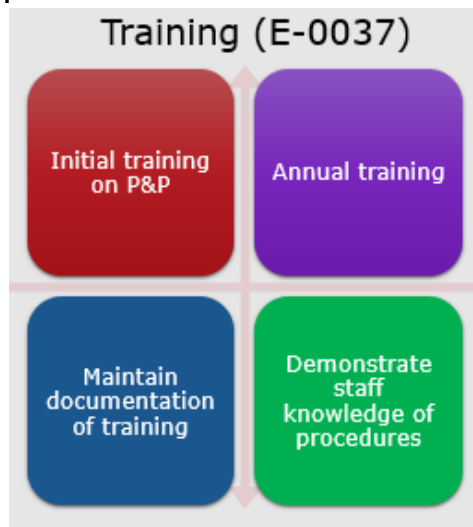 Training (E-0037)
Initial training
on P&P
Annual training
Maintain
documentation
of training
Demonstrate
staff
knowledge of
procedures